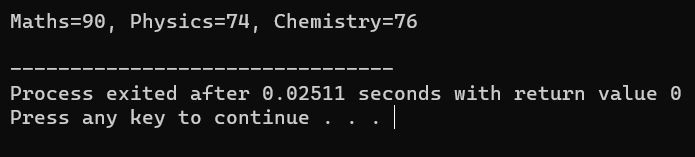 Maths=90, Physics=74, Chemistry=76
--------------------------------
Process exited after 0.02511 seconds with return value 0
Press any key to continue . . .